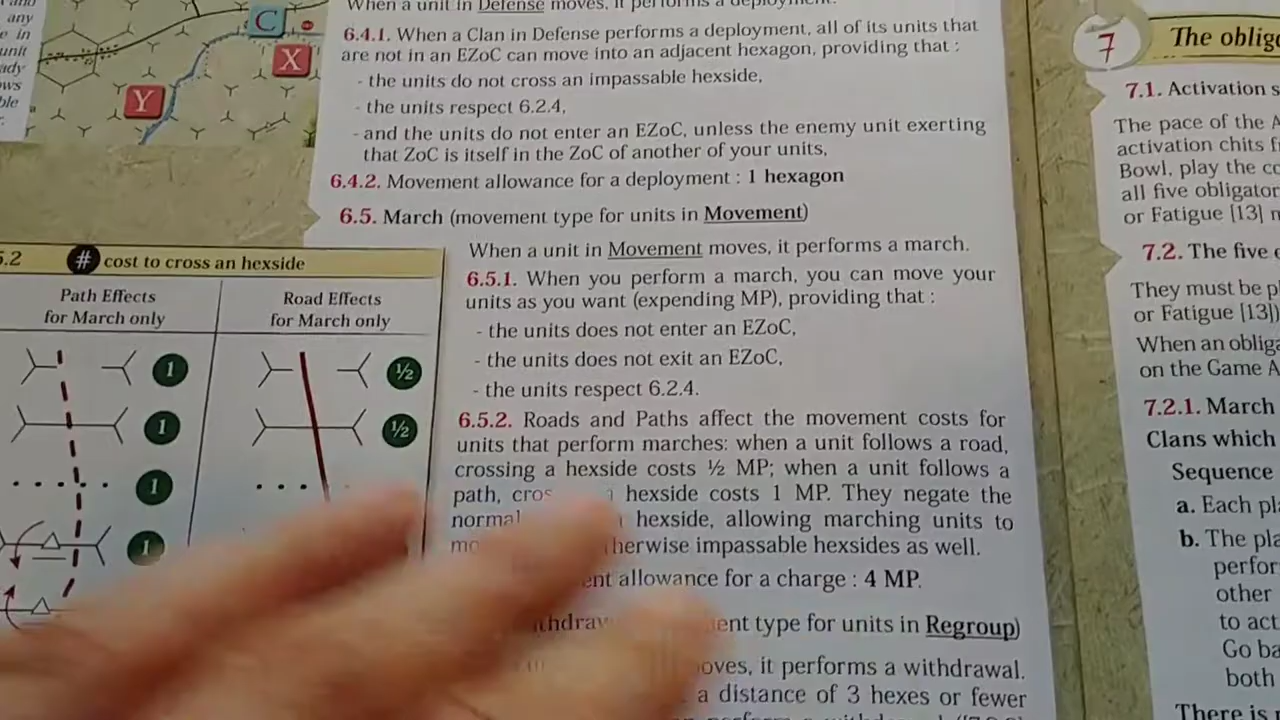 any
e in
unit
ble
C
X
Y
When a unit in Defense moves, it performs a deployment.
6.4.1. When a Clan in Defense performs a deployment, all of its units that
are not in an EZoC can move into an adjacent hexagon, providing that :
- the units do not cross an impassable hexside,
- the units respect 6.2.4,
- and the units do not enter an EZoC, unless the enemy unit exerting
that ZoC is itself in the ZoC of another of your units,
6.4.2. Movement allowance for a deployment : 1 hexagon
6.5. March (movement type for units in Movement)
When a unit in Movement moves, it performs a march.
6.5.1. When you perform a march, you can move your
units as you want (expending MP), providing that :
- the units does not enter an EZoC,
- the units does not exit an EZoC,
- the units respect 6.2.4.
6.5.2. Roads and Paths affect the movement costs for
units that perform marches: when a unit follows a road,
crossing a hexside costs ½ MP; when a unit follows a
path, hexside costs 1 MP. They negate the
hexside, allowing marching units to
impassable hexsides as well.
allowance for a charge : 4 MP.
type for units in Regroup)
it performs a withdrawal.
a distance of 3 hexes or fewer
5.2 # cost to cross an hexside
Path Effects
for March only
Road Effects
for March only
1
½
1
½
1
1
7
The
7.1. Activation
The pace of the
activation chits
Bowl, play the
all five
or Fatigue [13]
7.2. The five
They must be
or Fatigue [13])
When an
on the Game
7.2.1. March
Clans which
Sequence
a. Each
b. The
other
to
Go
both
There is